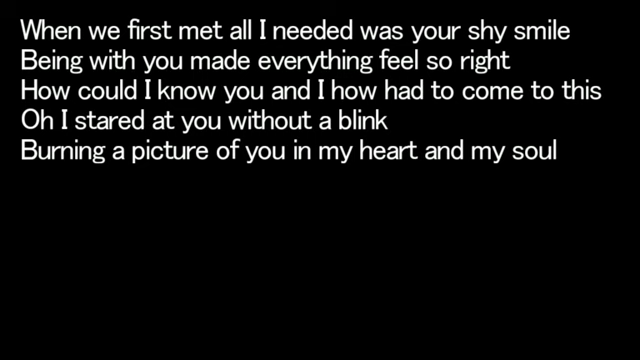 When we first met all I needed was your shy smile
Being with you made everything feel so right
How could I know you and I how had to come to this
Oh I stared at you without a blink
Burning a picture of you in my heart and my soul